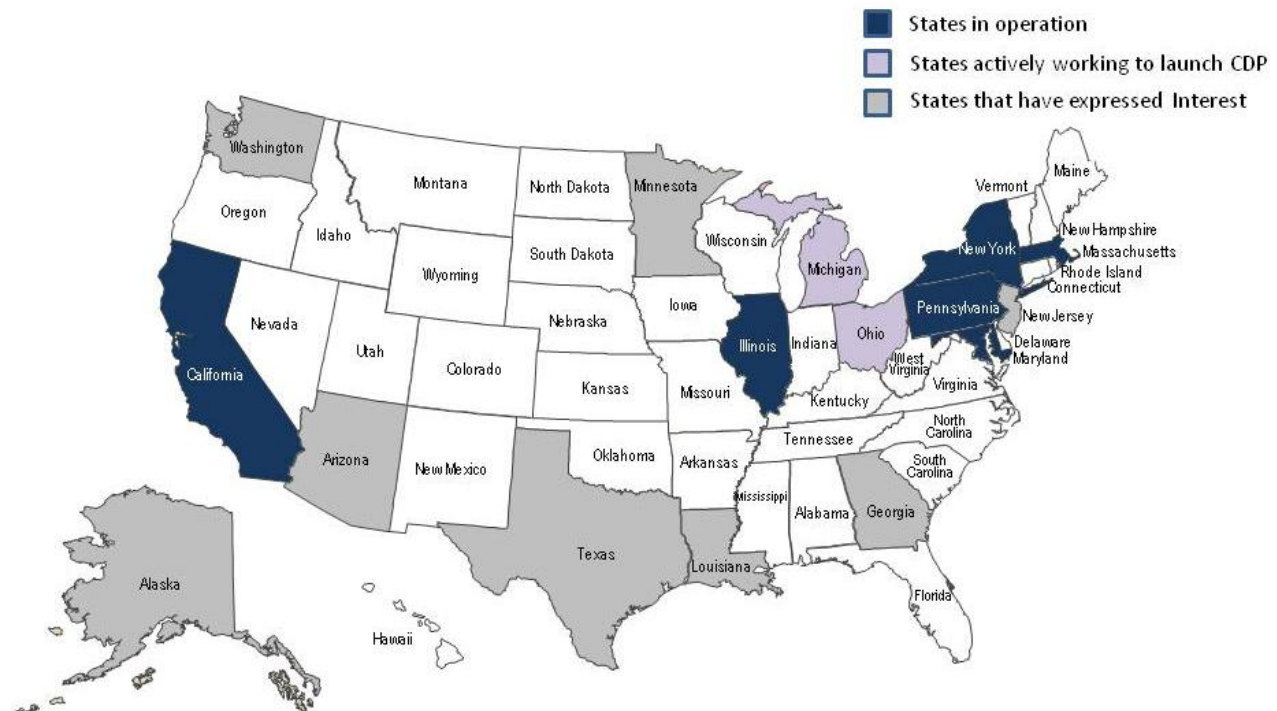 States in operation
States actively working to launch CDP
States that have expressed Interest
Washington
Montana
North Dakota
Minnesota
Maine
Vermont
Oregon
Idaho
Wyoming
South Dakota
Wisconsin
Michigan
New York
New Hampshire
Massachusetts
Rhode Island
Connecticut
Nevada
Utah
Colorado
Nebraska
Iowa
Illinois
Indiana
Ohio
Pennsylvania
New Jersey
Delaware
Maryland
California
Kansas
Missouri
Kentucky
West
Virginia
Virginia
Arizona
New Mexico
Oklahoma
Arkansas
Tennessee
North
Carolina
South
Carolina
Mississippi
Alabama
Georgia
Texas
Louisiana
Florida
Alaska
Hawaii